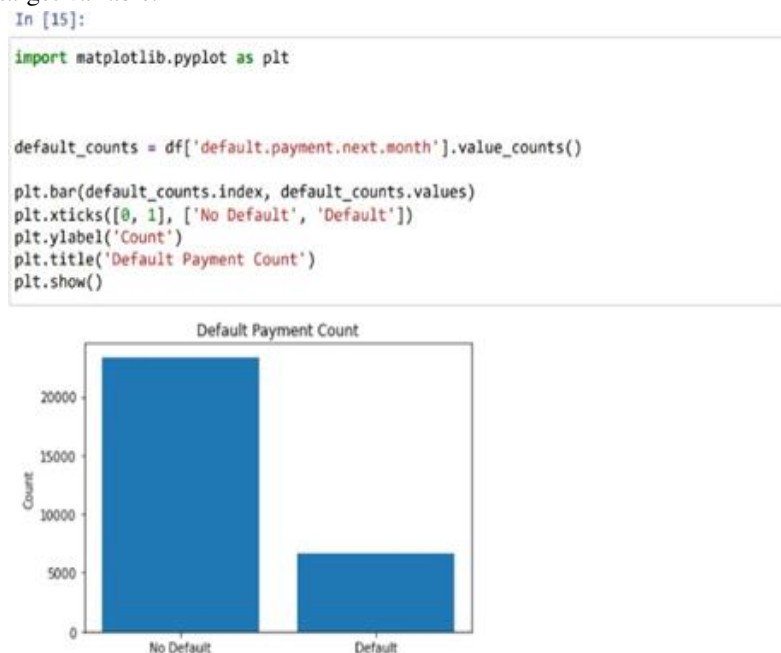 In [15]:
import matplotlib.pyplot as plt
default_counts = df['default.payment.next.month'].value_counts()
plt.bar(default_counts.index, default_counts.values)
plt.xticks([0, 1], ['No Default', 'Default'])
plt.ylabel('Count')
plt.title('Default Payment Count')
plt.show()
Default Payment Count
20000
15000
10000
5000
0
Count
No Default Default